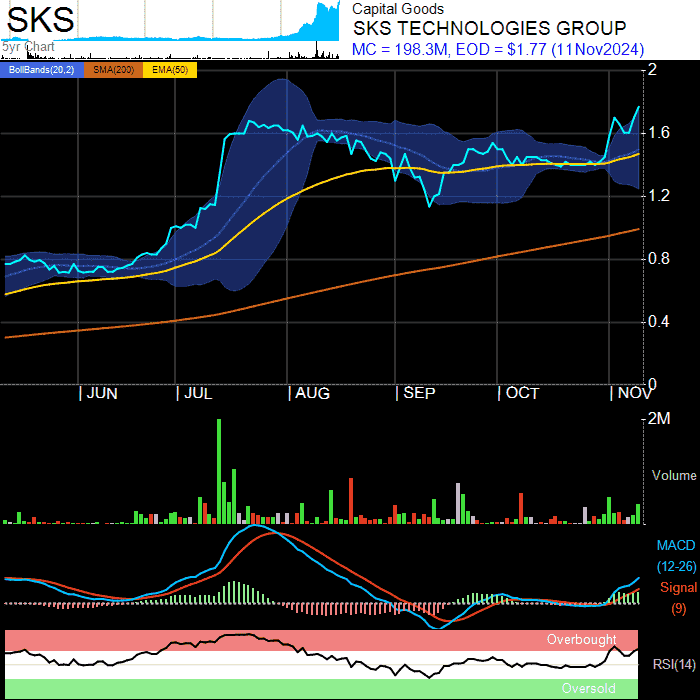 SKS
5yr Chart
Capital Goods
SKS TECHNOLOGIES GROUP
MC = 198.3M, EOD = $1.77 (11Nov2024)
BollBands(20,2) SMA(200) EMA(50)
2
1.6
1.2
0.8
0.4
0
JUN JUL AUG SEP OCT NOV
2M
Volume
MACD
(12-26)
Signal
(9)
Overbought
RSI(14)
Oversold